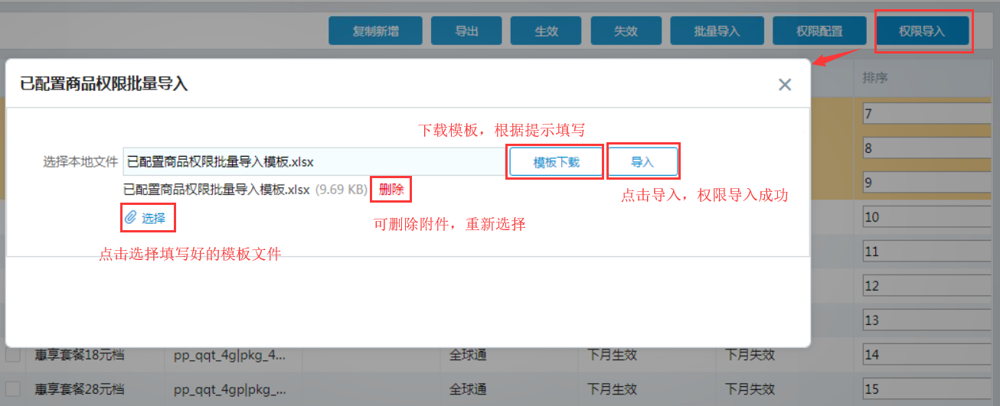 复制新增 导出 生效 失效 批量导入 权限配置 权限导入
已配置商品权限批量导入
排序
7
下载模板，根据提示填写
8
选择本地文件 已配置商品权限批量导入模板.xlsx 模板下载 导入
9
已配置商品权限批量导入模板.xlsx (9.69 KB) 删除
点击导入，权限导入成功
选择
10
可删除附件，重新选择
点击选择填写好的模板文件
11
12
13
惠享套餐18元档 pp_qqt_4g|pkg_4... 全球通 下月生效 下月失效 14
惠享套餐28元档 pp_qqt_4gp|pkg_... 全球通 下月生效 下月失效 15